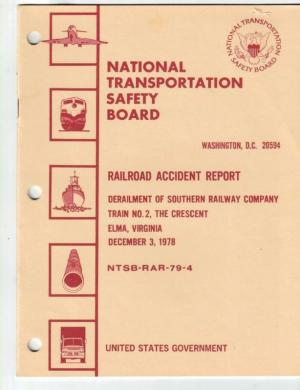 NATIONAL TRANSPORTATION
SAFETY BOARD
NATIONAL
TRANSPORTATION
SAFETY
BOARD
WASHINGTON, D.C. 20594
RAILROAD ACCIDENT REPORT
DERAILMENT OF SOUTHERN RAILWAY COMPANY
TRAIN NO. 2, THE CRESCENT
ELMA, VIRGINIA
DECEMBER 3, 1978
NTSB-RAR-79-4
UNITED STATES GOVERNMENT